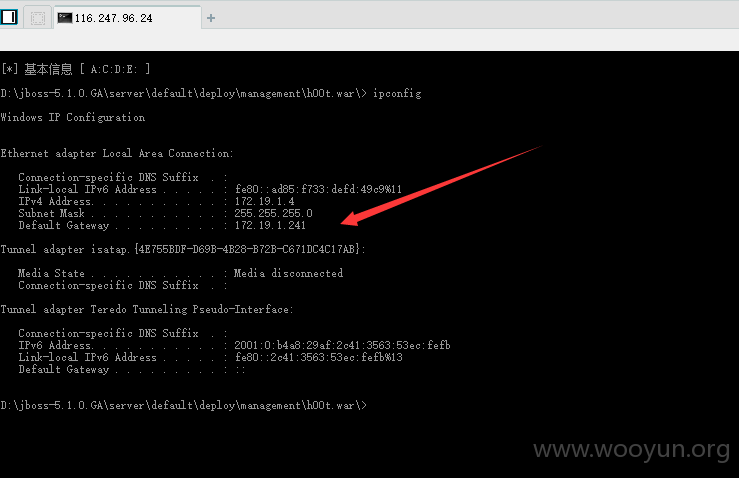 116.247.96.24
[*] 基本信息 [ A:C:D:E: ]
D:\jboss-5.1.0.GA\server\default\deploy\management\h00t.war\> ipconfig
Windows IP Configuration
Ethernet adapter Local Area Connection:
Connection-specific DNS Suffix . :
Link-local IPv6 Address . . . . . : fe80::ad85:f733:defd:49c9%11
IPv4 Address. . . . . . . . . . . : 172.19.1.4
Subnet Mask . . . . . . . . . . . : 255.255.255.0
Default Gateway . . . . . . . . . : 172.19.1.241
Tunnel adapter isatap.{4E755BDF-D69B-4B28-B72B-C671DC4C17AB}:
Media State . . . . . . . . . . . : Media disconnected
Connection-specific DNS Suffix . :
Tunnel adapter Teredo Tunneling Pseudo-Interface:
Connection-specific DNS Suffix . :
IPv6 Address. . . . . . . . . . . : 2001:0:b4a8:29af:2c41:3563:53ec:fefb
Link-local IPv6 Address . . . . . : fe80::2c41:3563:53ec:fefb%13
Default Gateway . . . . . . . . . : ::
D:\jboss-5.1.0.GA\server\default\deploy\management\h00t.war\>
www.wooyun.org